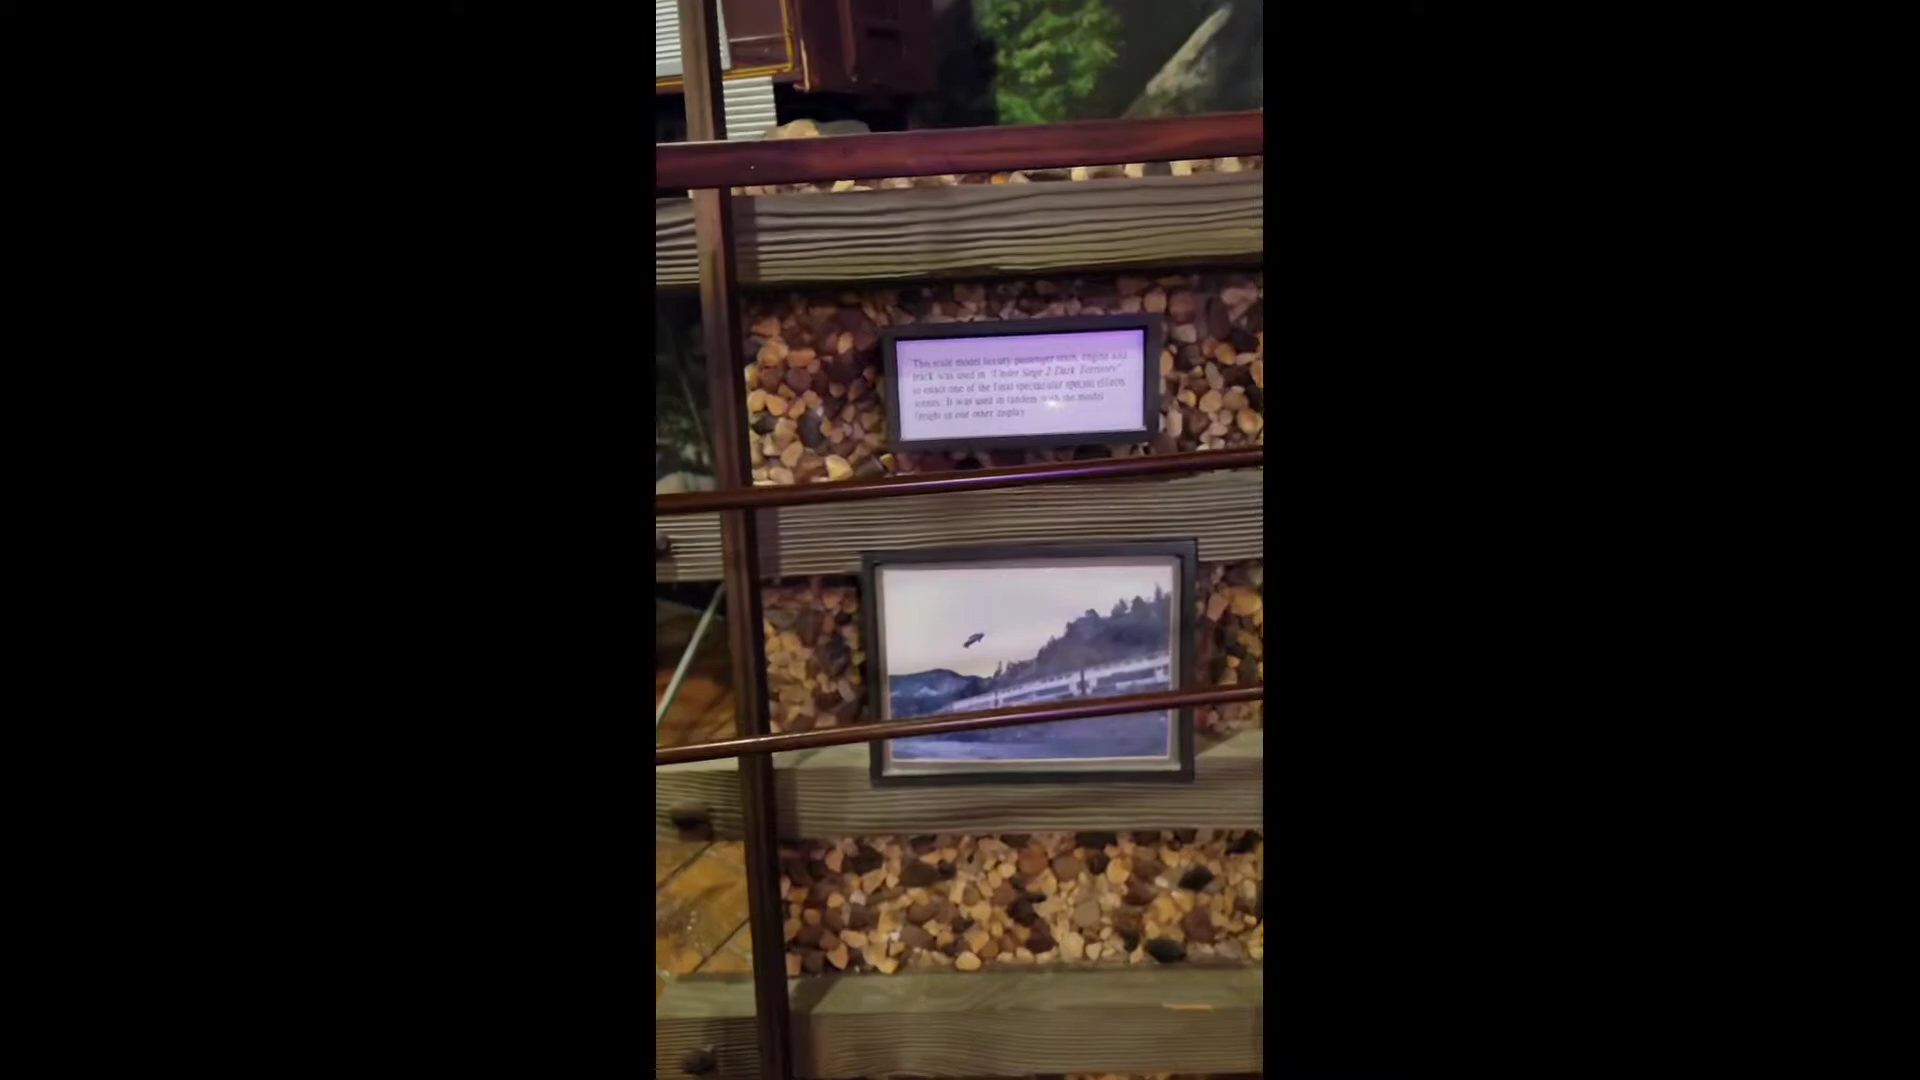 This scale model luxury passenger train, engine and
track was used in "Under Siege 2 Dark Territory"
to enact one of the final spectacular special effects
scenes. It was used in tandem with the model
freight in our other display